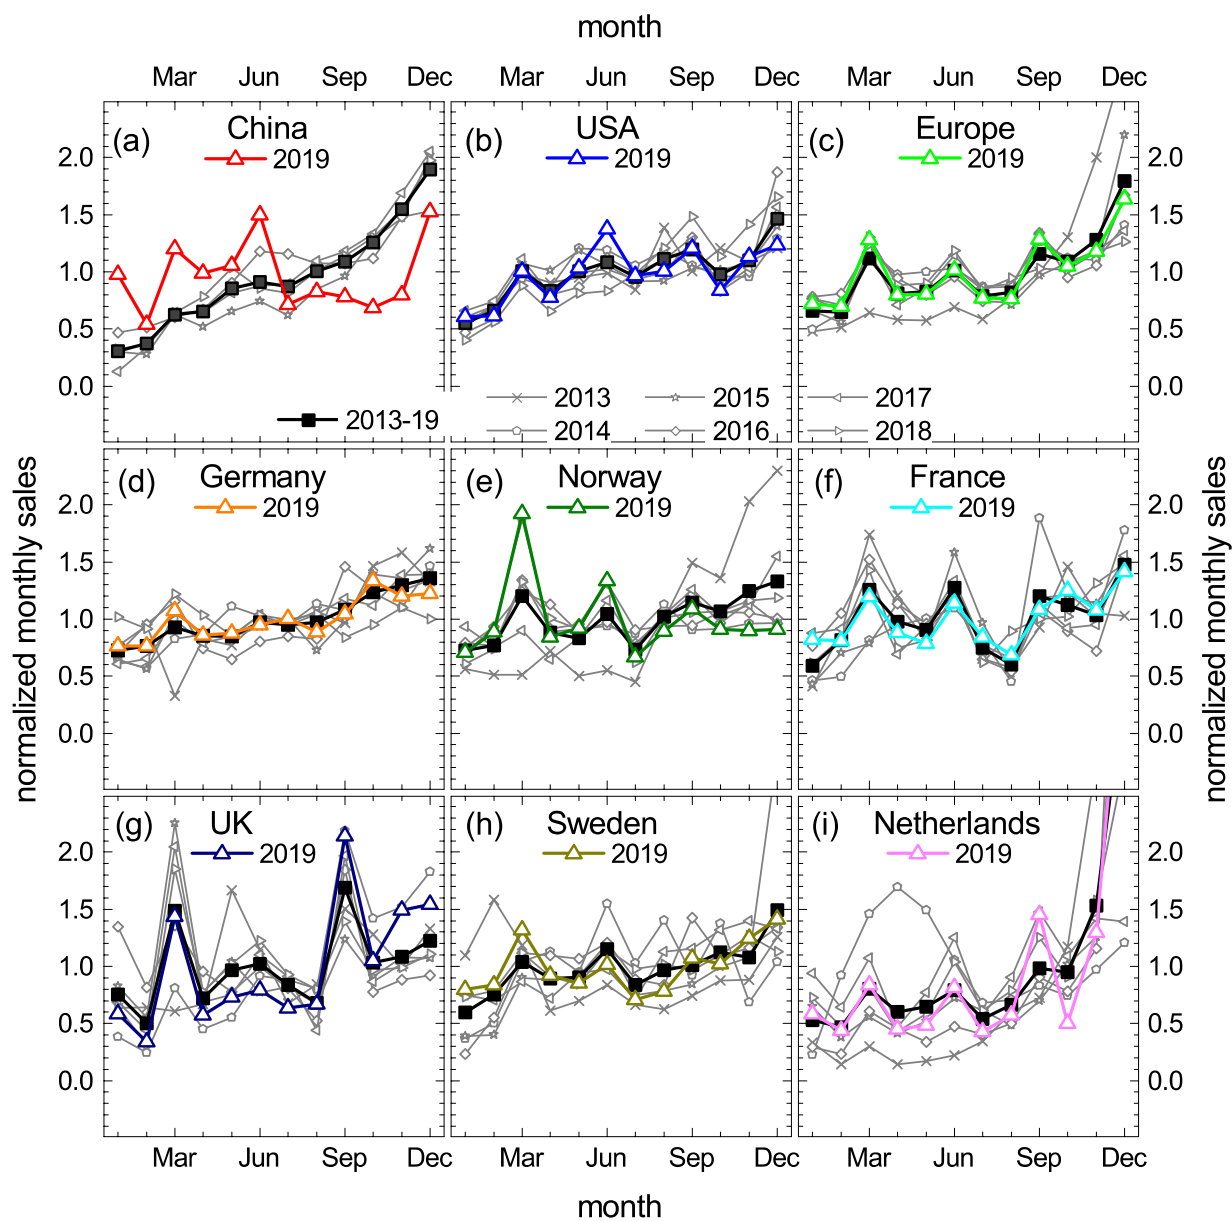 month
Mar Jun Sep Dec Mar Jun Sep Dec Mar Jun Sep Dec
(a) China
2019
(b) USA
2019
(c) Europe
2019
2.0
1.5
1.0
0.5
0.0
2.0
1.5
1.0
0.5
0.0
2013-19
2013 2015 2017
2014 2016 2018
normalized monthly sales
normalized monthly sales
(d) Germany
2019
(e) Norway
2019
(f) France
2019
2.0
1.5
1.0
0.5
0.0
2.0
1.5
1.0
0.5
0.0
(g) UK
2019
(h) Sweden
2019
(i) Netherlands
2019
2.0
1.5
1.0
0.5
0.0
2.0
1.5
1.0
0.5
0.0
Mar Jun Sep Dec Mar Jun Sep Dec Mar Jun Sep Dec
month